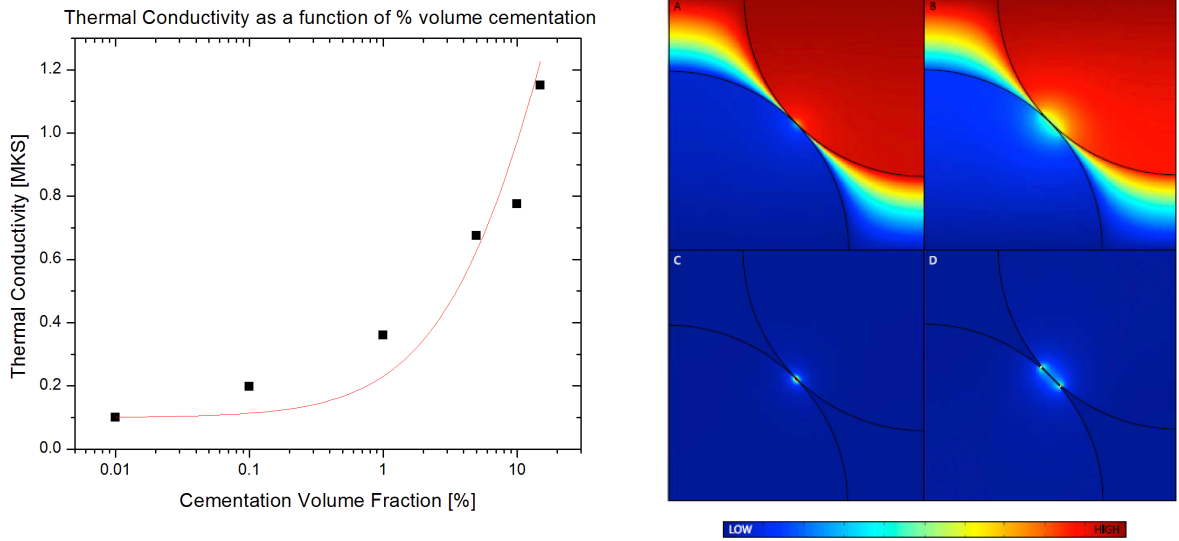 Thermal Conductivity as a function of % volume cementation
1.2
1.0
0.8
0.6
0.4
0.2
0.0
Thermal Conductivity [MKS]
0.01 0.1 1 10
Cementation Volume Fraction [%]
A
B
C
D
LOW HIGH